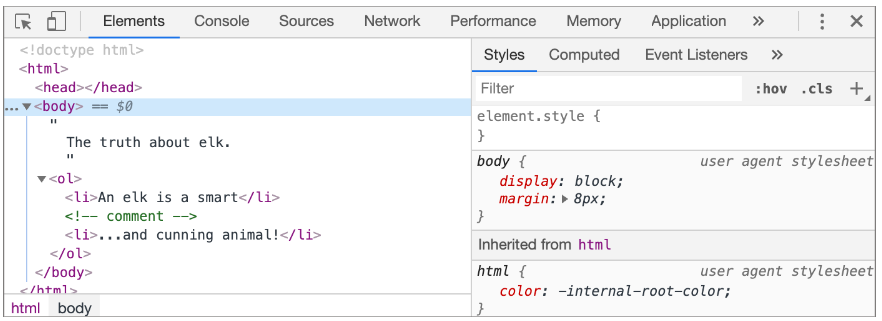 Elements Console Sources Network Performance Memory Application »
<!doctype html>
<html>
<head></head>
... ▼<body> == $0
"
The truth about elk.
"
▼<ol>
<li>An elk is a smart</li>
<!-- comment -->
<li>...and cunning animal!</li>
</ol>
</body>
</html>
html body
Styles Computed Event Listeners »
Filter :hov .cls +
element.style {
}
body { user agent stylesheet
display: block;
margin: ▶ 8px;
}
Inherited from html
html { user agent stylesheet
color: -internal-root-color;
}